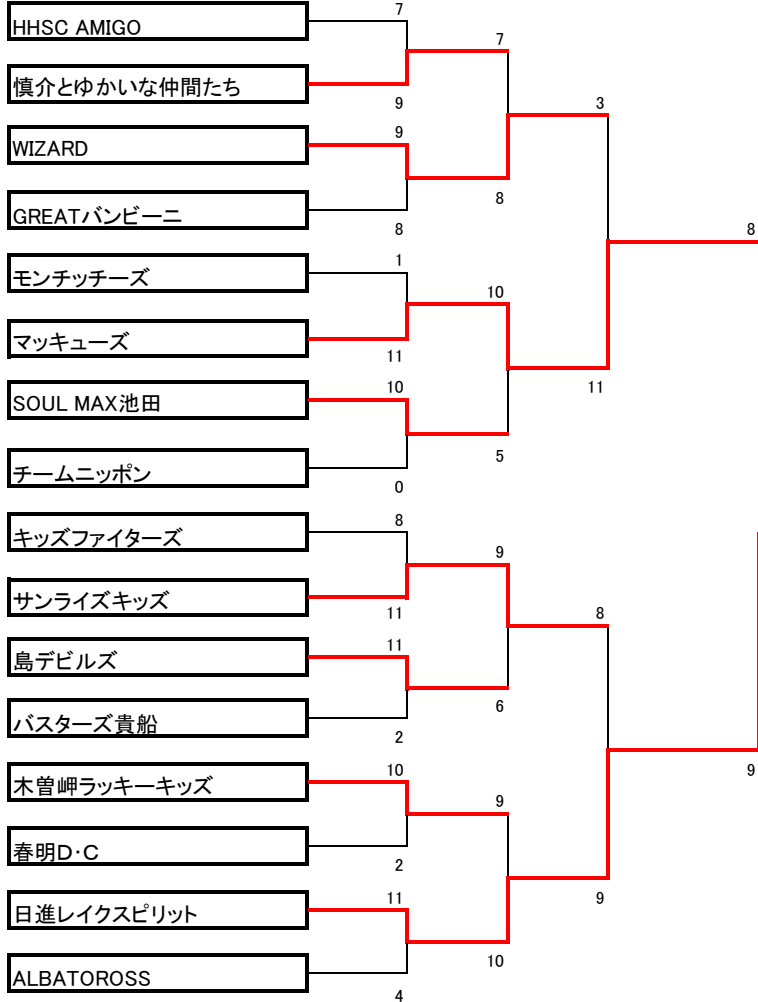 HHSC AMIGO
7
7
慎介とゆかいな仲間たち
9
3
WIZARD
9
8
GREATバンビーニ
8
8
モンチッチーズ
1
10
マッキューズ
11
11
SOUL MAX池田
10
5
チームニッポン
0
キッズファイターズ
8
9
サンライズキッズ
11
8
島デビルズ
11
6
バスターズ貴船
2
9
木曽岬ラッキーキッズ
10
9
春明D・C
2
9
日進レイクスピリット
11
10
ALBATOROSS
4